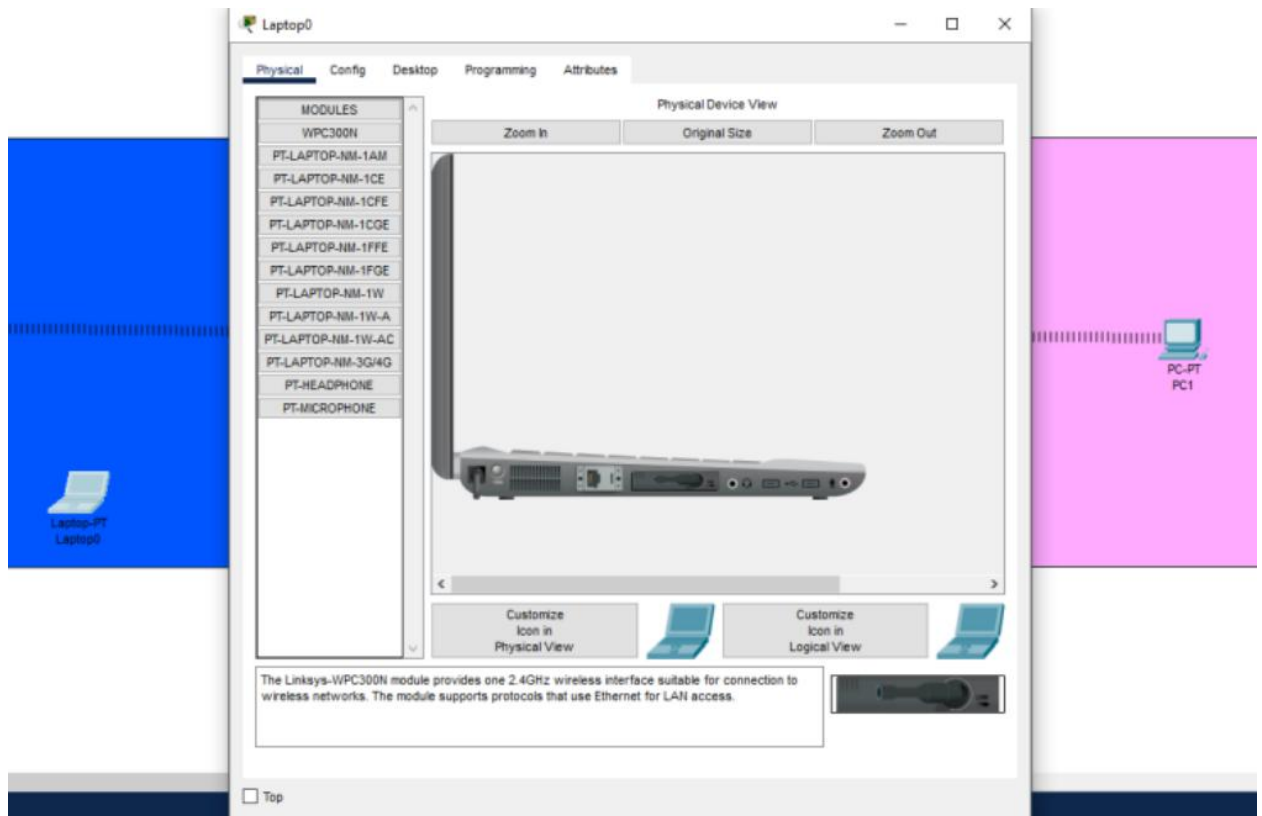 Laptop0
Physical Config Desktop Programming Attributes
MODULES
WPC300N
PT-LAPTOP-NM-1AM
PT-LAPTOP-NM-1CE
PT-LAPTOP-NM-1CFE
PT-LAPTOP-NM-1CGE
PT-LAPTOP-NM-1FFE
PT-LAPTOP-NM-1FGE
PT-LAPTOP-NM-1W
PT-LAPTOP-NM-1W-A
PT-LAPTOP-NM-1W-AC
PT-LAPTOP-NM-3G/4G
PT-HEADPHONE
PT-MICROPHONE
Physical Device View
Zoom In Original Size Zoom Out
Customize
Icon in
Physical View
Customize
Icon in
Logical View
The Linksys-WPC300N module provides one 2.4GHz wireless interface suitable for connection to
wireless networks. The module supports protocols that use Ethernet for LAN access.
Top
Laptop-PT
Laptop0
PC-PT
PC1